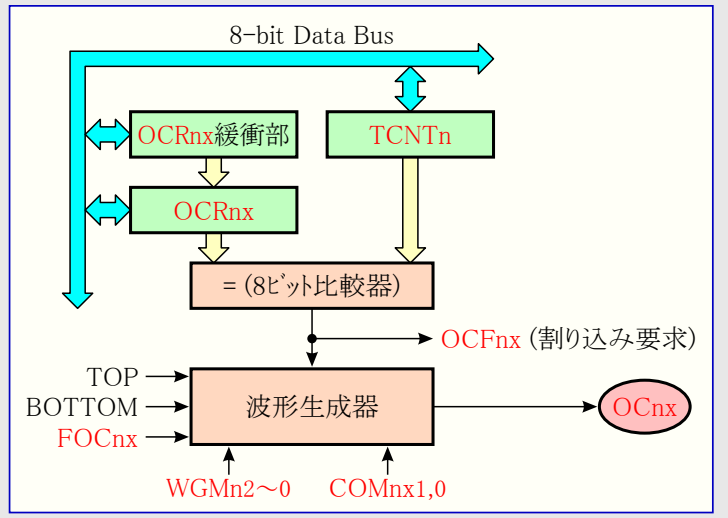 8-bit Data Bus
OCRnx緩衝部
TCNTn
OCRnx
= (8ﾋﾞｯﾄ比較器)
OCFnx (割り込み要求)
TOP
BOTTOM
FOCnx
波形生成器
OCnx
WGMn2～0
COMnx1,0